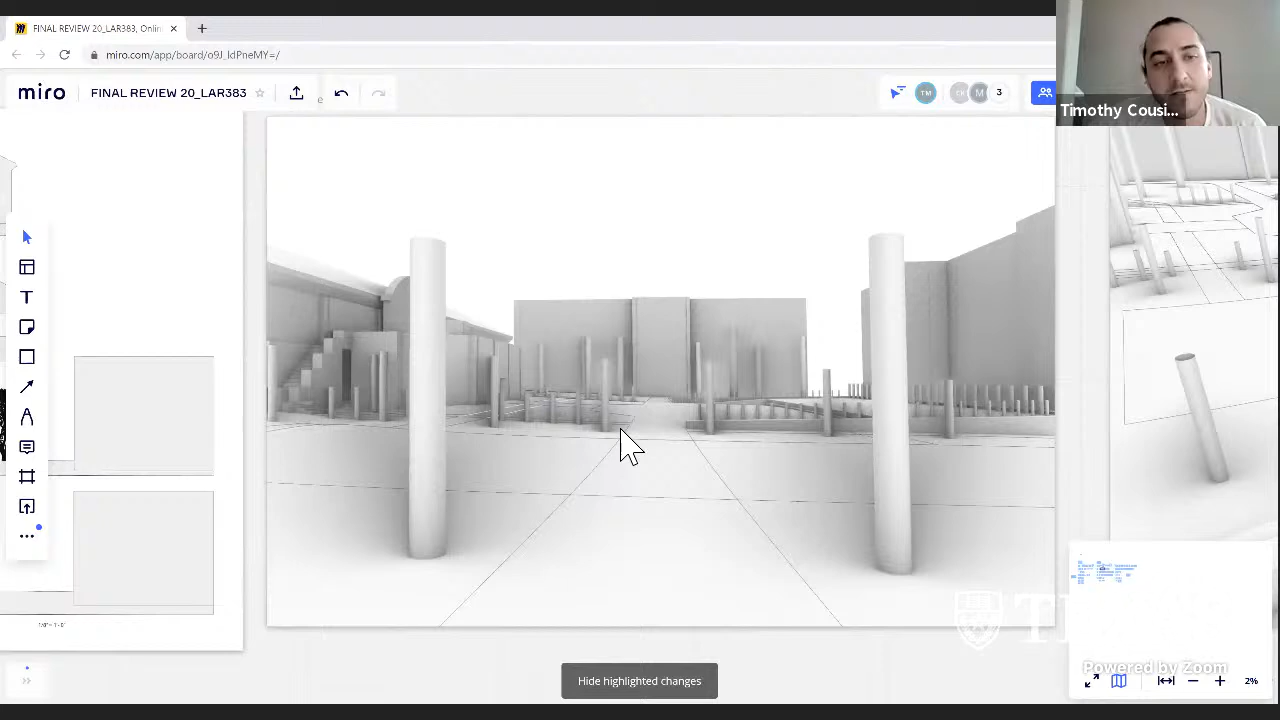 FINAL REVIEW 20_LAR383, Onlin
miro.com/app/board/o9J_ldPneMY=/
miro
FINAL REVIEW 20_LAR383
e
TM
M
3
Timothy Cousi...
T
Hide highlighted changes
Powered by Zoom
2%